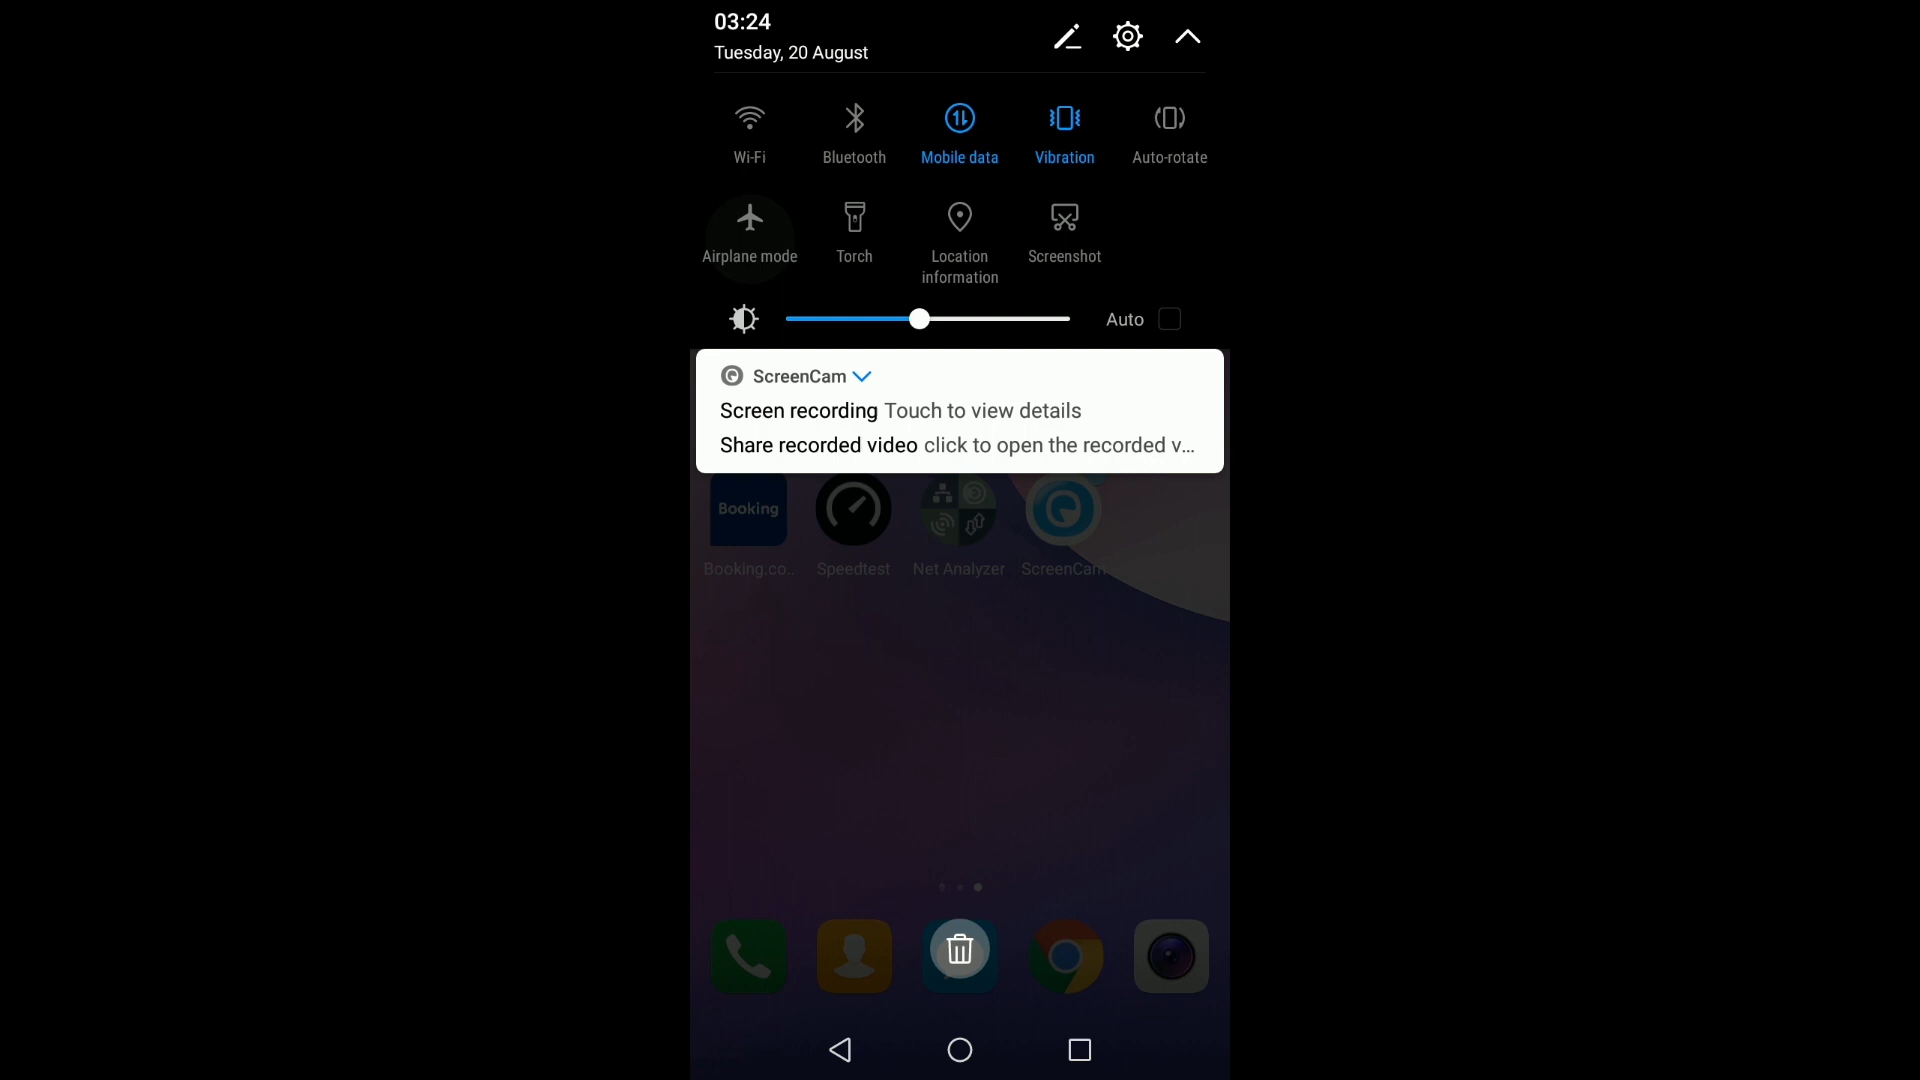 03:24
Tuesday, 20 August
Wi-Fi Bluetooth Mobile data Vibration Auto-rotate
Airplane mode Torch Location information Screenshot
Auto
ScreenCam
Screen recording Touch to view details
Share recorded video click to open the recorded v...
Booking
Booking.co.. Speedtest Net Analyzer ScreenCam